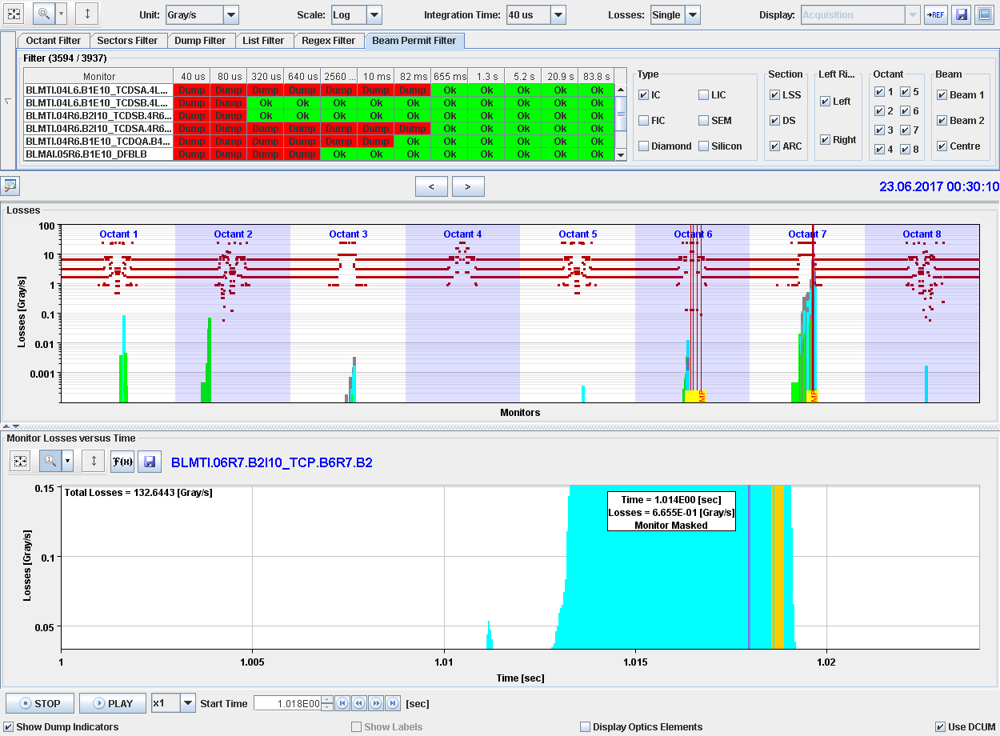 Unit: Gray/s Scale: Log Integration Time: 40 us Losses: Single Display: Acquisition →REF
Octant Filter Sectors Filter Dump Filter List Filter Regex Filter Beam Permit Filter
Filter (3594 / 3937)
Monitor 40 us 80 us 320 us 640 us 2560 ... 10 ms 82 ms 655 ms 1.3 s 5.2 s 20.9 s 83.8 s
BLMTI.04L6.B1E10_TCDSA.4L... Dump Dump Dump Dump Dump Dump Dump Ok Ok Ok Ok Ok
BLMTI.04L6.B1E10_TCDSB.4L... Dump Dump Ok Ok Ok Ok Ok Ok Ok Ok Ok Ok
BLMTI.04R6.B2I10_TCDSB.4R6... Dump Dump Ok Ok Ok Ok Ok Ok Ok Ok Ok Ok
BLMTI.04R6.B2I10_TCDSA.4R6... Dump Dump Dump Dump Dump Dump Dump Ok Ok Ok Ok Ok
BLMTI.04R6.B2I10_TCDQA.B4... Dump Dump Dump Dump Dump Dump Ok Ok Ok Ok Ok Ok
BLMAI.05R6.B1E10_DFBLB Dump Dump Dump Dump Ok Ok Ok Ok Ok Ok Ok Ok
Type Section Left Ri... Octant Beam
IC LIC LSS Left 1 5 Beam 1
FIC SEM DS 2 6 Beam 2
Diamond Silicon ARC Right 3 7 Centre
4 8
< > 23.06.2017 00:30:10
Losses
Octant 1 Octant 2 Octant 3 Octant 4 Octant 5 Octant 6 Octant 7 Octant 8
100
10
1
0.1
0.01
0.001
Losses [Gray/s]
MP MP
Monitors
Monitor Losses versus Time
F(x) BLMTI.06R7.B2I10_TCP.B6R7.B2
Total Losses = 132.6443 [Gray/s]
Time = 1.014E00 [sec]
Losses = 6.655E-01 [Gray/s]
Monitor Masked
0.15
0.1
0.05
Losses [Gray/s]
1 1.005 1.01 1.015 1.02
Time [sec]
STOP PLAY x1 Start Time 1.018E00 [sec]
Show Dump Indicators Show Labels Display Optics Elements Use DCUM